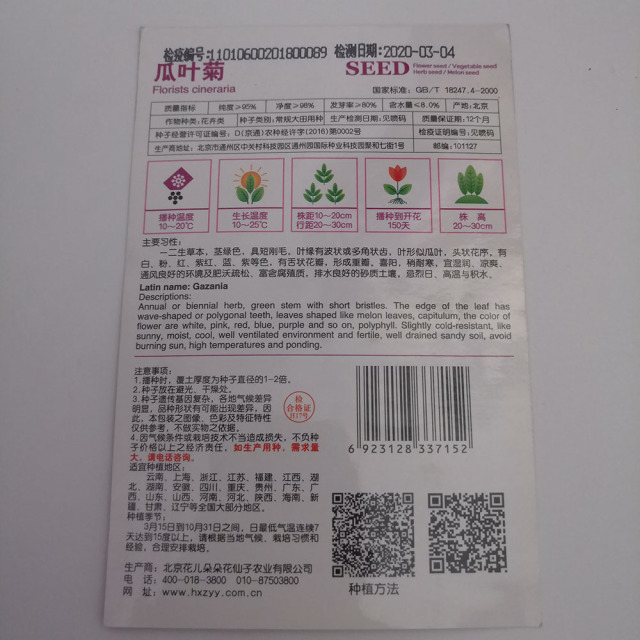 检疫编号:11010600201800089 检测日期:2020-03-04
瓜叶菊
Florists cineraria
SEED Flower seed / Vegetable seed
Herb seed / Melon seed
国家标准: GB/T 18247.4-2000
质量指标 纯度≥95% 净度≥98% 发芽率≥80% 含水量≤8.0% 产地:北京
作物种类:花卉类 种子类别:常规大田用种 生产检测日期:见喷码 质量保证期:12个月
种子经营许可证编号: D(京通)农种经许字(2016)第0002号 检疫证明编号:见喷码
生产商地址: 北京市通州区中关村科技园区通州园国际种业科技园聚和七街1号 邮编:101127
播种温度
10~20℃
生长温度
10~25℃
株距10~20cm
行距20~30cm
播种到开花
150天
株 高
20~30cm
主要习性:
一二年生草本，茎绿色，具短刚毛。叶缘有波状或多角状齿，叶形似瓜叶，头状花序，有
白、粉、红、紫红、蓝、紫等色，有舌状花瓣，形成重瓣，喜阳，稍耐寒，宜湿润、凉爽、
通风良好的环境及肥沃疏松、富含腐殖质，排水良好的砂质土壤，忌烈日、高温与积水。
Latin name: Gazania
Descriptions:
Annual or biennial herb, green stem with short bristles. The edge of the leaf has
wave-shaped or polygonal teeth, leaves shaped like melon leaves, capitulum, the color of
flower are white, pink, red, blue, purple and so on, polyphyll. Slightly cold-resistant, like
sunny, moist, cool, well ventilated environment and fertile, well drained sandy soil, avoid
burning sun, high temperatures and ponding.
注意事项:
1.播种时，覆土厚度为种子直径的1-2倍。
2.种子放在避光、干燥处。
3.种子遗传基因复杂，各地气候差异
明显，品种形状有可能出现差异，因
此，本包装之图像、色彩及特征特性
仅供参考，不做实物之依据。
4.因气候条件或栽培技术不当造成损失，不负种
子价格以上之经济责任，如生产用种，需求量
大，请电话咨询。
检
合格证
适宜种植地区:
云南、上海、浙江、江苏、福建、江西、湖
北、湖南、安徽、四川、重庆、贵州、广东、广
西、山东、山西、河南、河北、陕西、海南、新
疆、甘肃、辽宁等全国大部分地区。
种植季节:
3月15日到10月31日之间，日最低气温连续7
天达到15度以上，请根据当地气候、栽培习惯和
经验，合理安排栽培。
6 923128 337152
种植方法
生产商: 北京花儿朵朵花仙子农业有限公司
电 话: 400-018-3800 010-87503800
网 址: www.hxzyy.com.cn